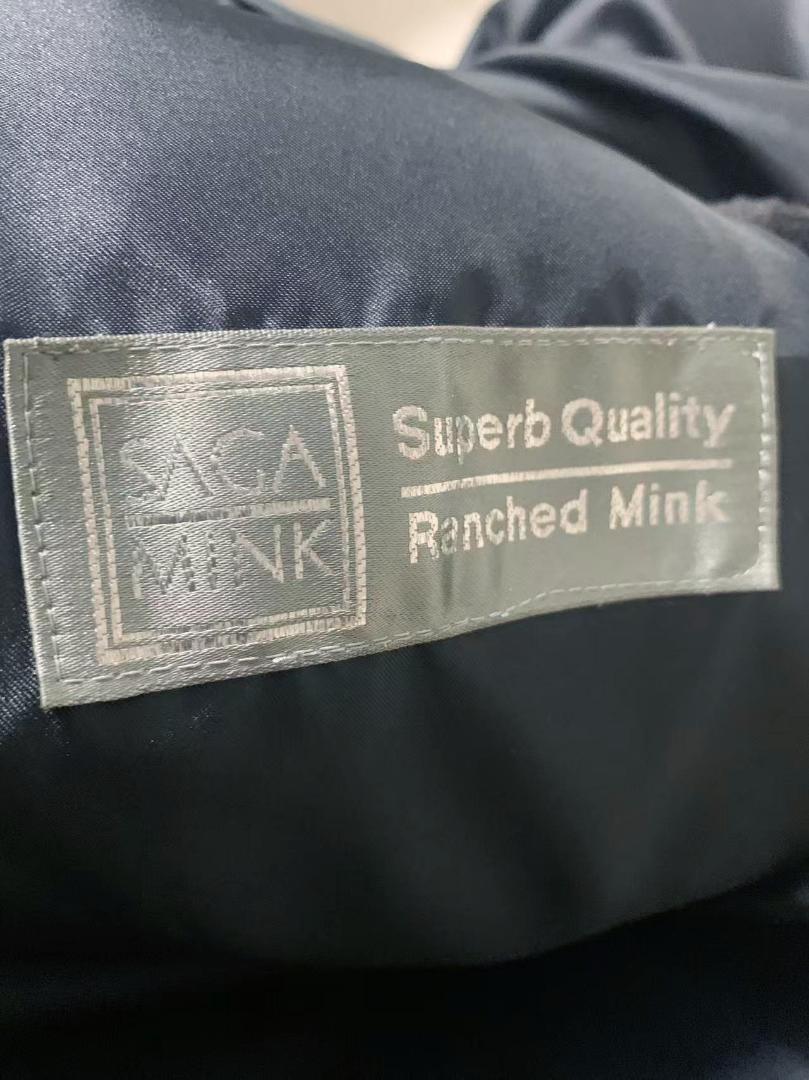 SAGA
MINK
Superb Quality
Ranched Mink